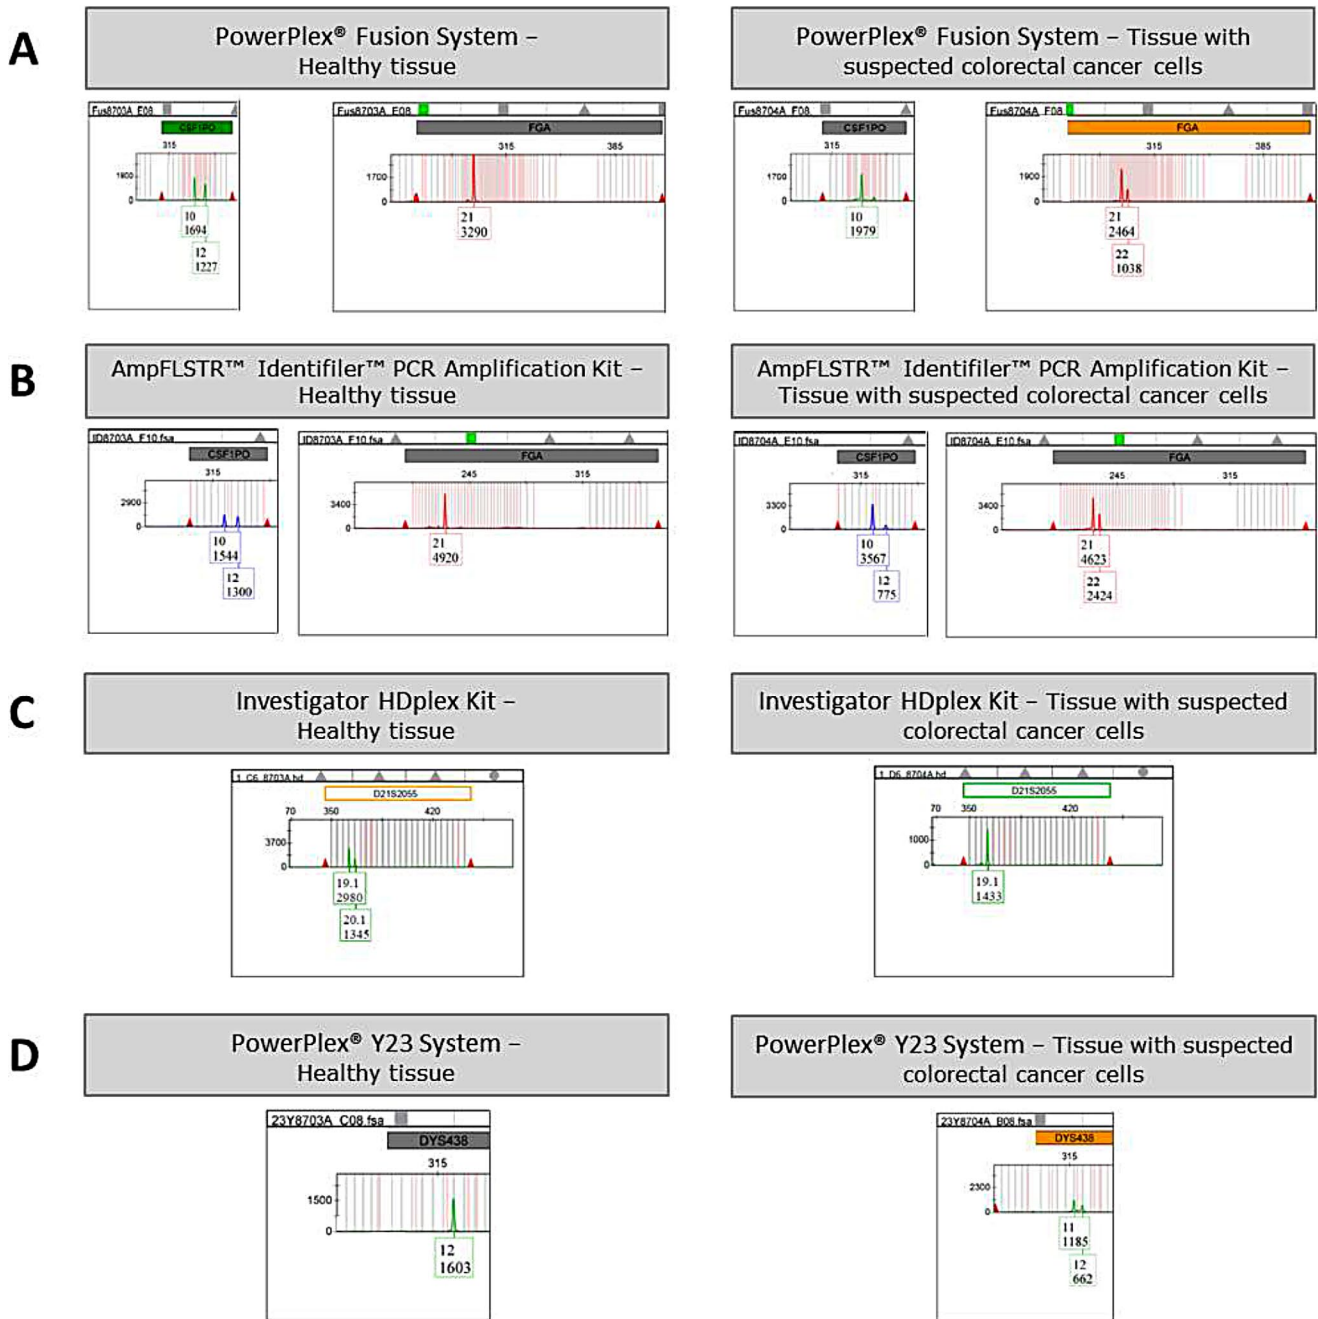 A
PowerPlex® Fusion System –
Healthy tissue
PowerPlex® Fusion System – Tissue with
suspected colorectal cancer cells
Fus8703A_E08
CSF1PO
315
1900
0
10
1694
12
1227
Fus8703A_E08
FGA
315 385
1700
0
21
3290
Fus8704A_F08
CSF1PO
315
1700
0
10
1979
Fus8704A_F08
FGA
315 385
1900
0
21
2464
22
1038
B
AmpFLSTR™ Identifiler™ PCR Amplification Kit –
Healthy tissue
AmpFLSTR™ Identifiler™ PCR Amplification Kit –
Tissue with suspected colorectal cancer cells
ID8703A_F10.fsa
CSF1PO
315
2900
0
10
1544
12
1300
ID8703A_F10.fsa
FGA
245 315
3400
0
21
4920
ID8704A_E10.fsa
CSF1PO
315
3300
0
10
3567
12
775
ID8704A_E10.fsa
FGA
245 315
3400
0
21
4623
22
2424
C
Investigator HDplex Kit –
Healthy tissue
Investigator HDplex Kit – Tissue with suspected
colorectal cancer cells
1_C6_8703A.hd
D21S2055
70 350 420
3700
0
19.1
2980
20.1
1345
1_D6_8704A.hd
D21S2055
70 350 420
1000
0
19.1
1433
D
PowerPlex® Y23 System –
Healthy tissue
PowerPlex® Y23 System – Tissue with suspected
colorectal cancer cells
23Y8703A_C08.fsa
DYS438
315
1500
0
12
1603
23Y8704A_B08.fsa
DYS438
315
2300
0
11
1185
12
662